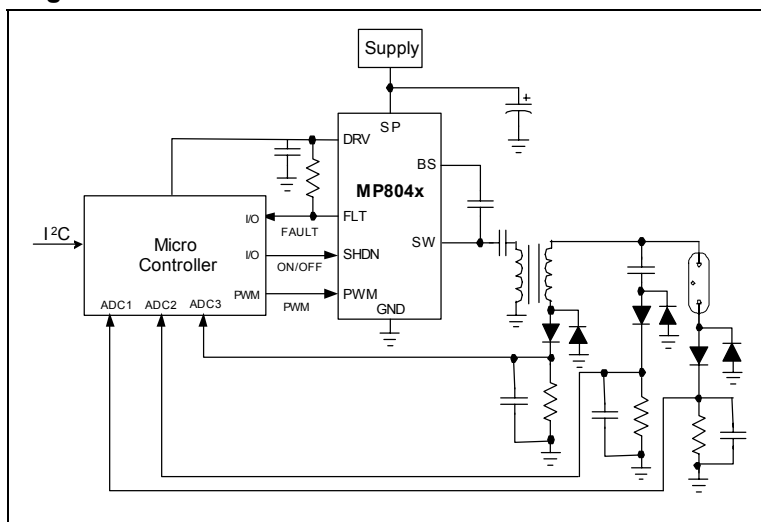 Supply
SP
DRV
BS
MP804x
I²C
I/O
FLT
FAULT
Micro
Controller
I/O
SHDN
ON/OFF
SW
PWM
PWM
PWM
GND
ADC1
ADC2
ADC3
+